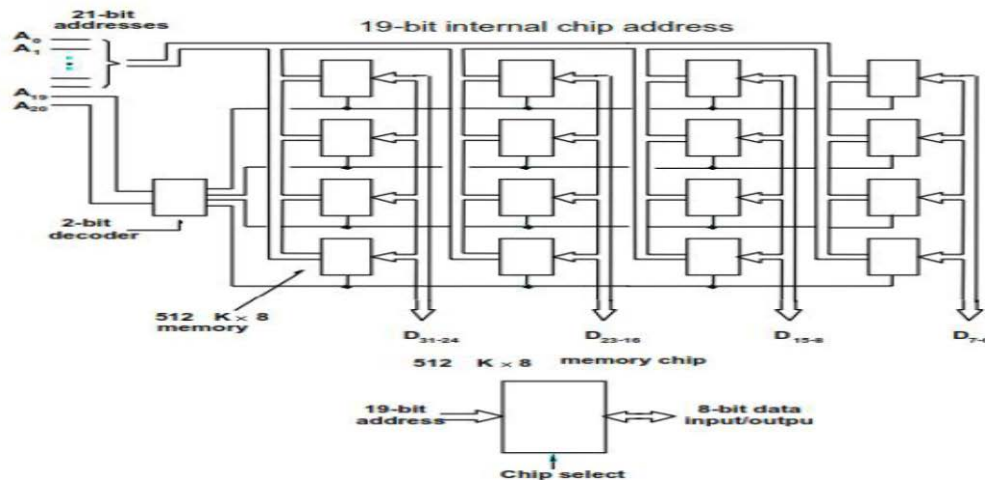 21-bit
addresses
19-bit internal chip address
A0
A1
A19
A20
2-bit
decoder
512 K × 8
memory
D31-24
D23-16
D15-8
512 K × 8 memory chip
19-bit
address
8-bit data
input/outpu
Chip select